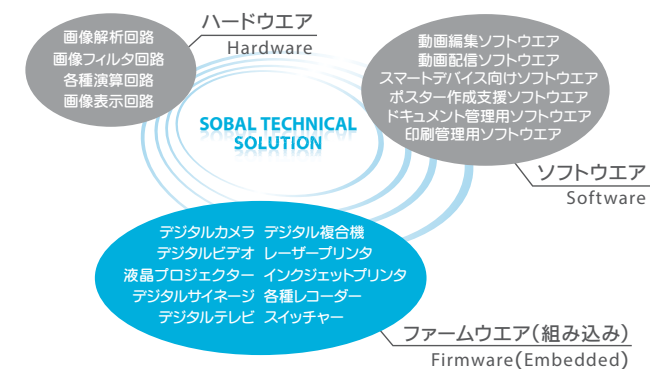 ハードウエア
Hardware
画像解析回路
画像フィルタ回路
各種演算回路
画像表示回路
動画編集ソフトウエア
動画配信ソフトウエア
スマートデバイス向けソフトウエア
ポスター作成支援ソフトウエア
ドキュメント管理用ソフトウエア
印刷管理用ソフトウエア
ソフトウエア
Software
SOBAL TECHNICAL
SOLUTION
デジタルカメラ デジタル複合機
デジタルビデオ レーザープリンタ
液晶プロジェクター インクジェットプリンタ
デジタルサイネージ 各種レコーダー
デジタルテレビ スイッチャー
ファームウエア(組み込み)
Firmware(Embedded)